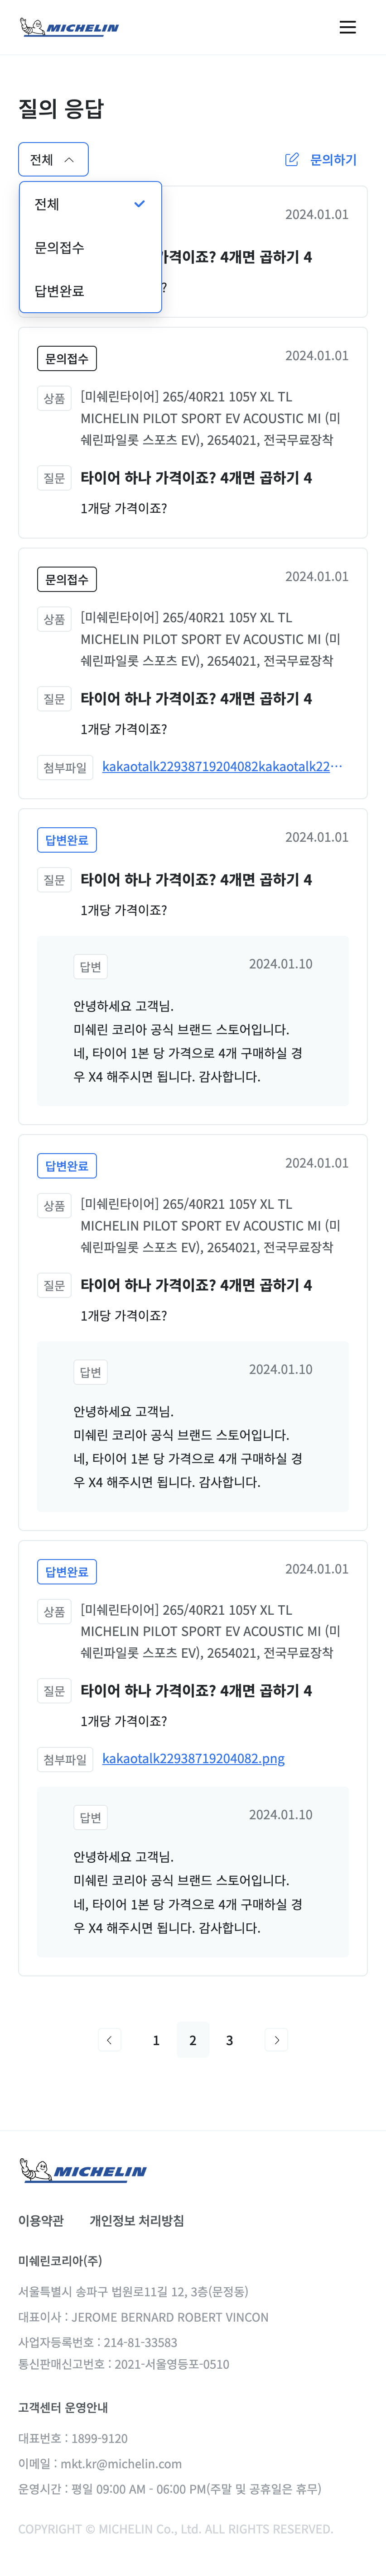 MICHELIN
질의 응답
전체
문의하기
전체
문의접수
답변완료
2024.01.01
가격이죠? 4개면 곱하기 4
?
문의접수
2024.01.01
상품
[미쉐린타이어] 265/40R21 105Y XL TL
MICHELIN PILOT SPORT EV ACOUSTIC MI (미
쉐린파일롯 스포츠 EV), 2654021, 전국무료장착
질문
타이어 하나 가격이죠? 4개면 곱하기 4
1개당 가격이죠?
문의접수
2024.01.01
상품
[미쉐린타이어] 265/40R21 105Y XL TL
MICHELIN PILOT SPORT EV ACOUSTIC MI (미
쉐린파일롯 스포츠 EV), 2654021, 전국무료장착
질문
타이어 하나 가격이죠? 4개면 곱하기 4
1개당 가격이죠?
첨부파일
kakaotalk22938719204082kakaotalk22…
답변완료
2024.01.01
질문
타이어 하나 가격이죠? 4개면 곱하기 4
1개당 가격이죠?
답변
2024.01.10
안녕하세요 고객님.
미쉐린 코리아 공식 브랜드 스토어입니다.
네, 타이어 1본 당 가격으로 4개 구매하실 경
우 X4 해주시면 됩니다. 감사합니다.
답변완료
2024.01.01
상품
[미쉐린타이어] 265/40R21 105Y XL TL
MICHELIN PILOT SPORT EV ACOUSTIC MI (미
쉐린파일롯 스포츠 EV), 2654021, 전국무료장착
질문
타이어 하나 가격이죠? 4개면 곱하기 4
1개당 가격이죠?
답변
2024.01.10
안녕하세요 고객님.
미쉐린 코리아 공식 브랜드 스토어입니다.
네, 타이어 1본 당 가격으로 4개 구매하실 경
우 X4 해주시면 됩니다. 감사합니다.
답변완료
2024.01.01
상품
[미쉐린타이어] 265/40R21 105Y XL TL
MICHELIN PILOT SPORT EV ACOUSTIC MI (미
쉐린파일롯 스포츠 EV), 2654021, 전국무료장착
질문
타이어 하나 가격이죠? 4개면 곱하기 4
1개당 가격이죠?
첨부파일
kakaotalk22938719204082.png
답변
2024.01.10
안녕하세요 고객님.
미쉐린 코리아 공식 브랜드 스토어입니다.
네, 타이어 1본 당 가격으로 4개 구매하실 경
우 X4 해주시면 됩니다. 감사합니다.
1 2 3
MICHELIN
이용약관 개인정보 처리방침
미쉐린코리아(주)
서울특별시 송파구 법원로11길 12, 3층(문정동)
대표이사 : JEROME BERNARD ROBERT VINCON
사업자등록번호 : 214-81-33583
통신판매신고번호 : 2021-서울영등포-0510
고객센터 운영안내
대표번호 : 1899-9120
이메일 : mkt.kr@michelin.com
운영시간 : 평일 09:00 AM - 06:00 PM(주말 및 공휴일은 휴무)
COPYRIGHT © MICHELIN Co., Ltd. ALL RIGHTS RESERVED.